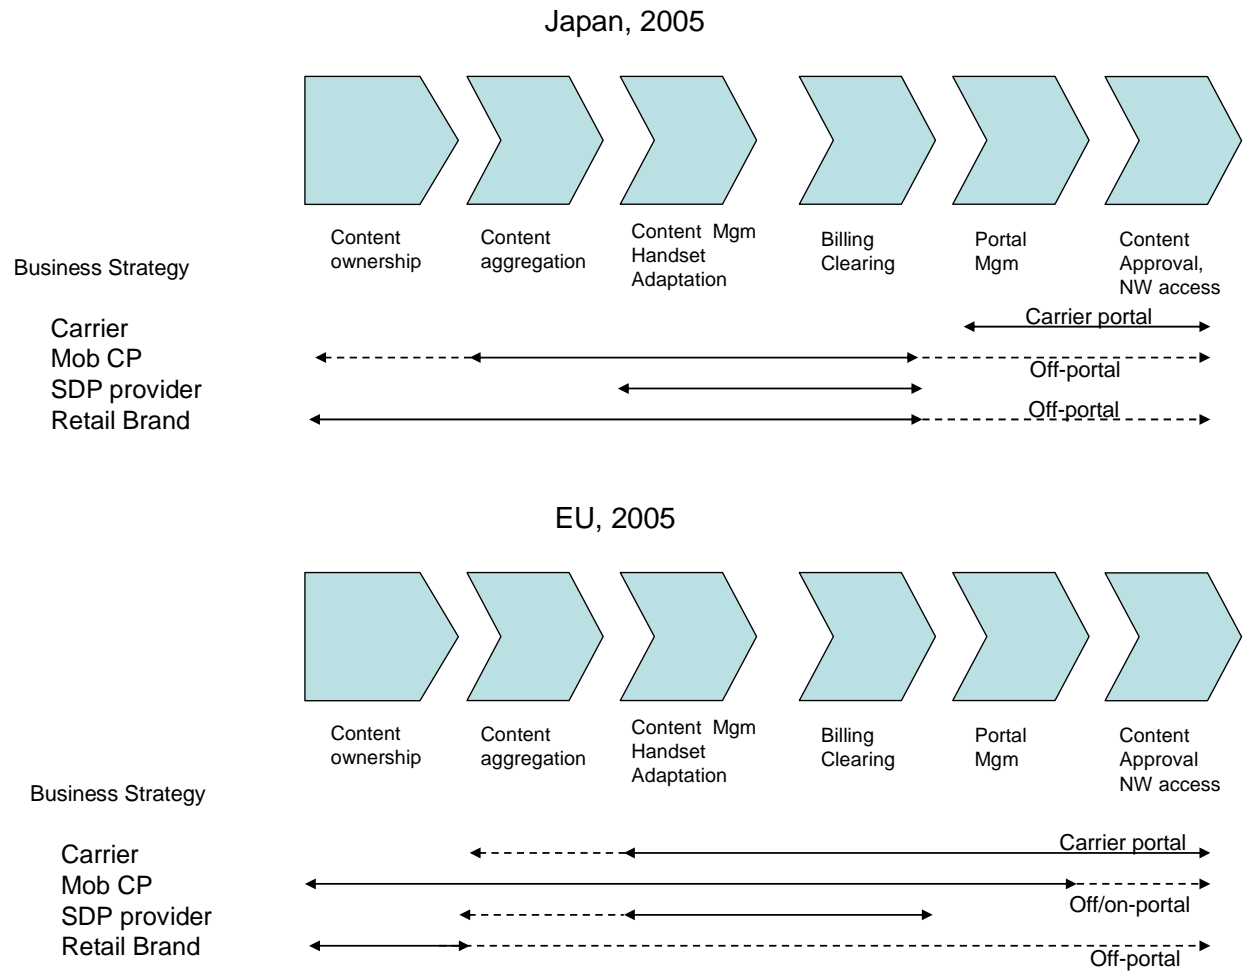 Japan, 2005
Content
ownership
Content
aggregation
Content Mgm
Handset
Adaptation
Billing
Clearing
Portal
Mgm
Content
Approval,
NW access
Business Strategy
Carrier
Carrier portal
Mob CP
Off-portal
SDP provider
Retail Brand
Off-portal
EU, 2005
Content
ownership
Content
aggregation
Content Mgm
Handset
Adaptation
Billing
Clearing
Portal
Mgm
Content
Approval
NW access
Business Strategy
Carrier
Carrier portal
Mob CP
Off/on-portal
SDP provider
Retail Brand
Off-portal